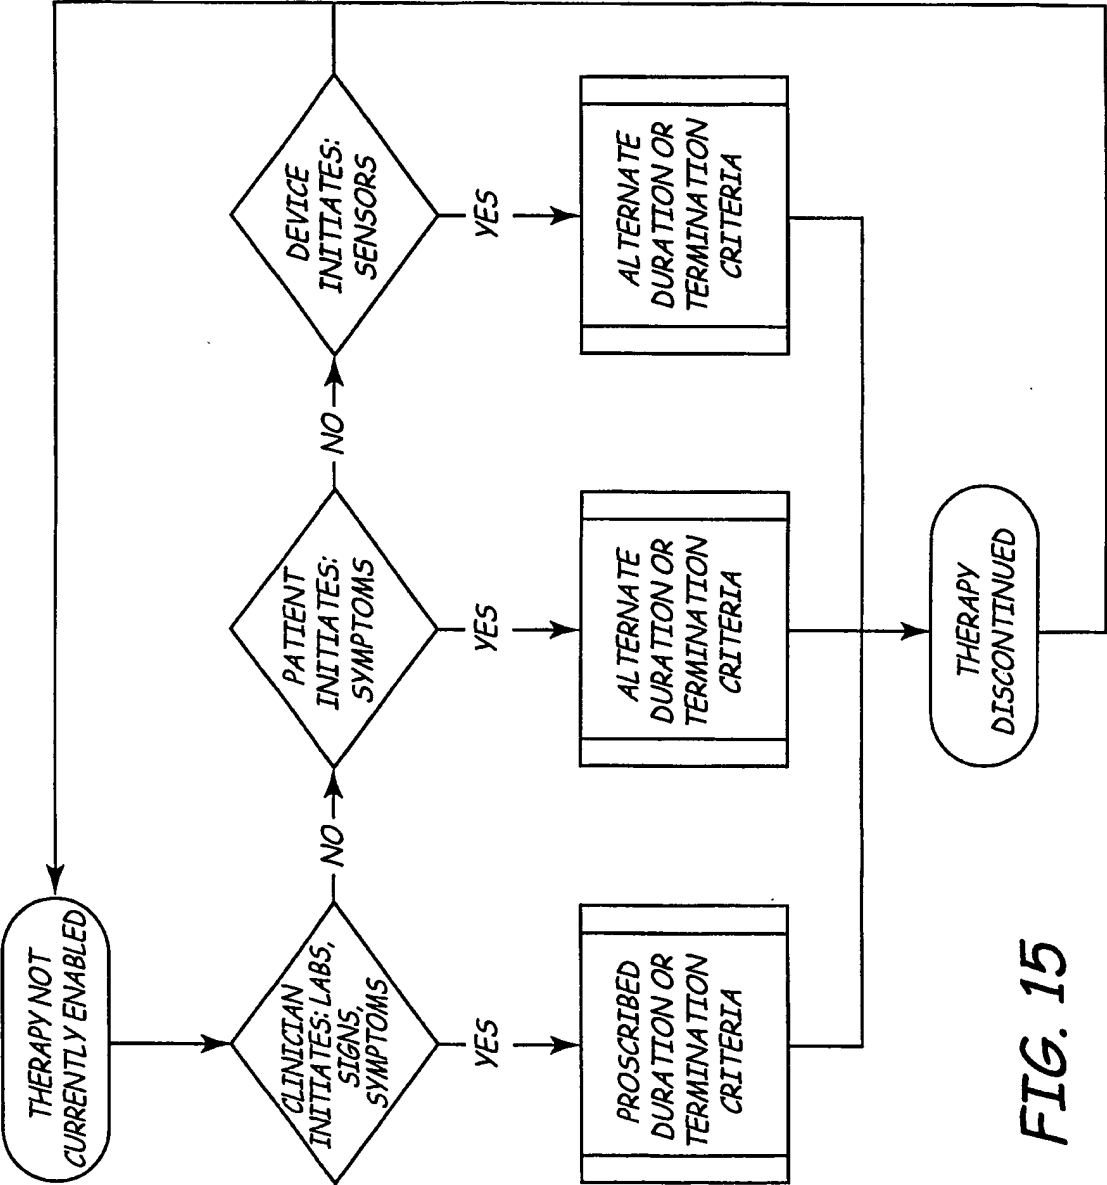 THERAPY NOT
CURRENTLY ENABLED
CLINICIAN
INITIATES: LABS,
SIGNS,
SYMPTOMS
NO
PATIENT
INITIATES:
SYMPTOMS
NO
DEVICE
INITIATES:
SENSORS
YES
YES
YES
PROSCRIBED
DURATION OR
TERMINATION
CRITERIA
ALTERNATE
DURATION OR
TERMINATION
CRITERIA
ALTERNATE
DURATION OR
TERMINATION
CRITERIA
THERAPY
DISCONTINUED
FIG. 15